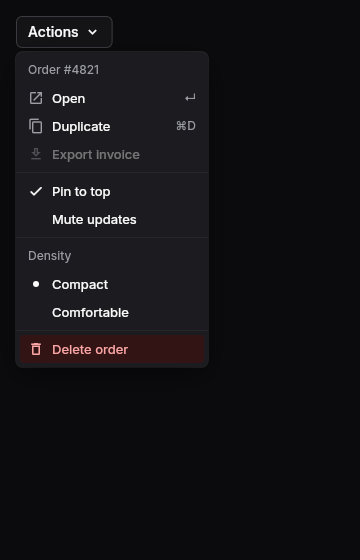 Actions
Order #4821
Open ↵
Duplicate ⌘D
Export invoice
Pin to top
Mute updates
Density
Compact
Comfortable
Delete order